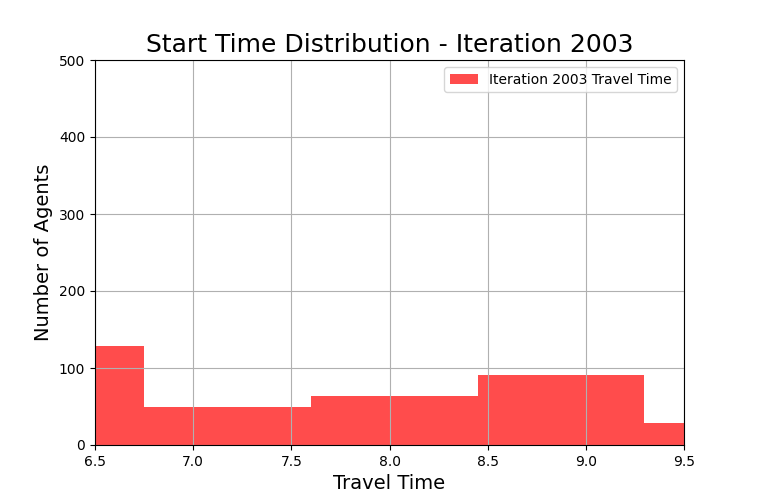 Start Time Distribution - Iteration 2003
500
400
300
200
100
0
Number of Agents
Iteration 2003 Travel Time
6.5 7.0 7.5 8.0 8.5 9.0 9.5
Travel Time